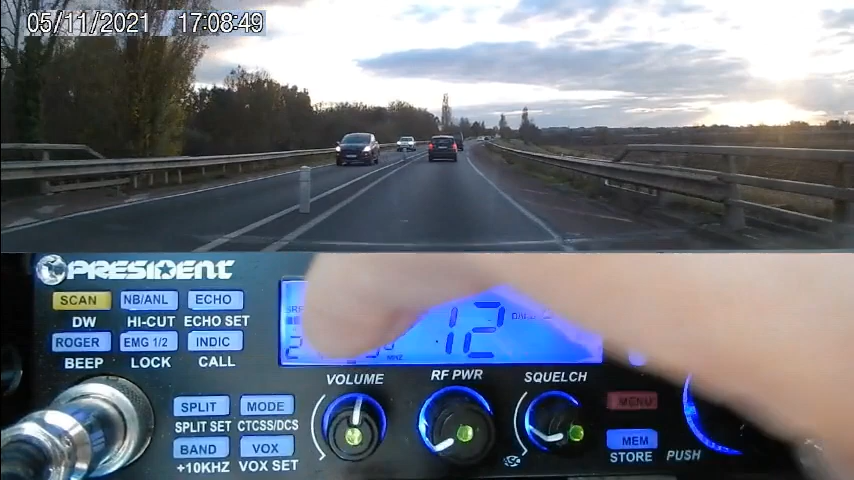 05/11/2021 17:08:49
PRESIDENT
SCAN NB/ANL ECHO
DW HI-CUT ECHO SET
ROGER EMG 1/2 INDIC
BEEP LOCK CALL
12
MHZ
VOLUME RF PWR SQUELCH
SPLIT MODE
SPLIT SET CTCSS/DCS
BAND VOX
+10KHZ VOX SET
MENU
MEM
STORE PUSH